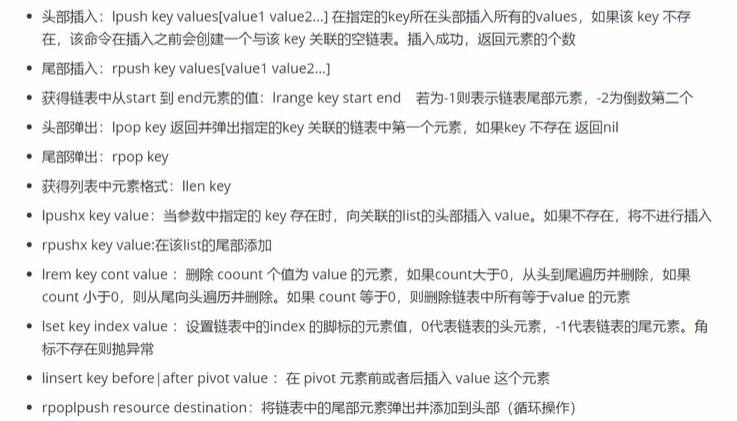 • 头部插入：lpush key values[value1 value2...] 在指定的key所在头部插入所有的values，如果该 key 不存
在，该命令在插入之前会创建一个与该 key 关联的空链表。插入成功，返回元素的个数
• 尾部插入：rpush key values[value1 value2...]
• 获得链表中从start 到 end元素的值：lrange key start end 若为-1则表示链表尾部元素，-2为倒数第二个
• 头部弹出：lpop key 返回并弹出指定的key 关联的链表中第一个元素，如果key 不存在 返回nil
• 尾部弹出：rpop key
• 获得列表中元素格式：llen key
• lpushx key value：当参数中指定的 key 存在时，向关联的list的头部插入 value。如果不存在，将不进行插入
• rpushx key value:在该list的尾部添加
• lrem key cont value ：删除 coount 个值为 value 的元素，如果count大于0，从头到尾遍历并删除，如果
count 小于0，则从尾向头遍历并删除。如果 count 等于0，则删除链表中所有等于value 的元素
• lset key index value ：设置链表中的index 的脚标的元素值，0代表链表的头元素，-1代表链表的尾元素。角
标不存在则抛异常
• linsert key before|after pivot value ：在 pivot 元素前或者后插入 value 这个元素
• rpoplpush resource destination：将链表中的尾部元素弹出并添加到头部（循环操作）